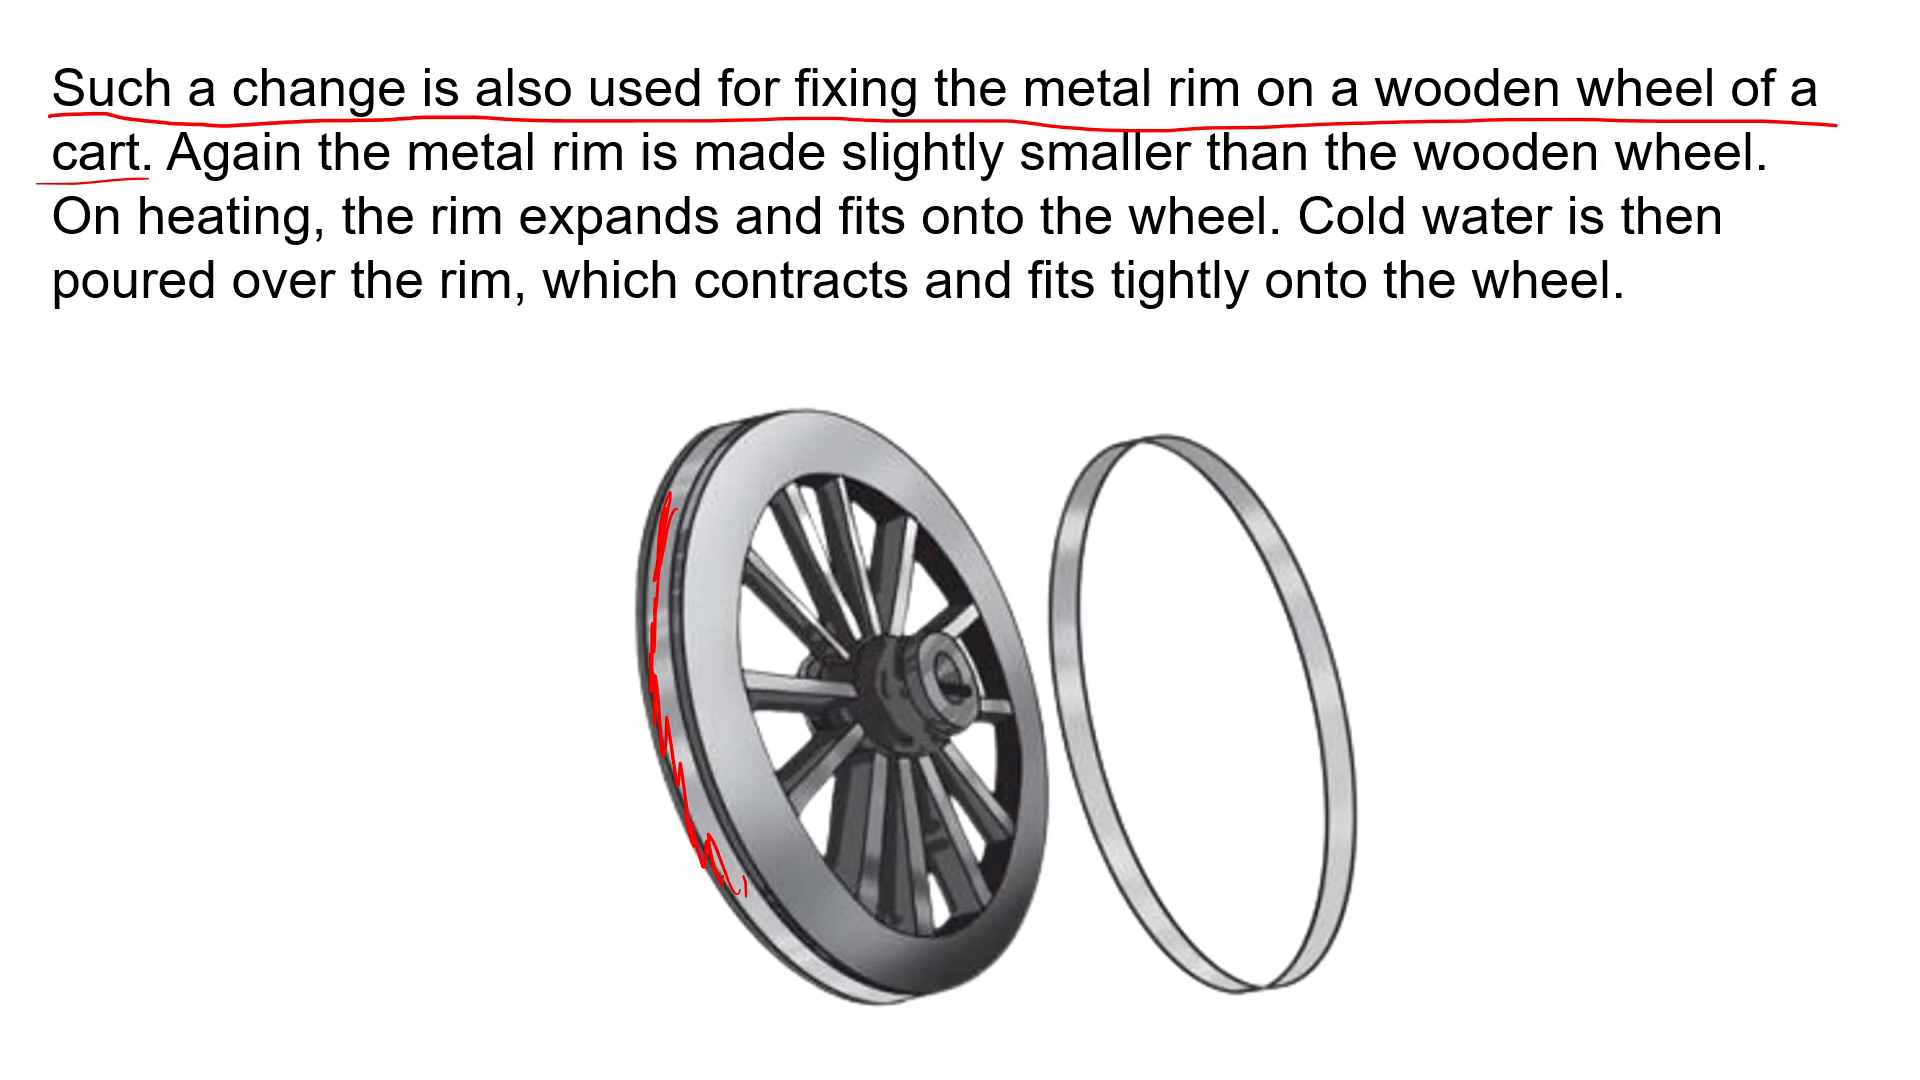 Such a change is also used for fixing the metal rim on a wooden wheel of a
cart. Again the metal rim is made slightly smaller than the wooden wheel.
On heating, the rim expands and fits onto the wheel. Cold water is then
poured over the rim, which contracts and fits tightly onto the wheel.